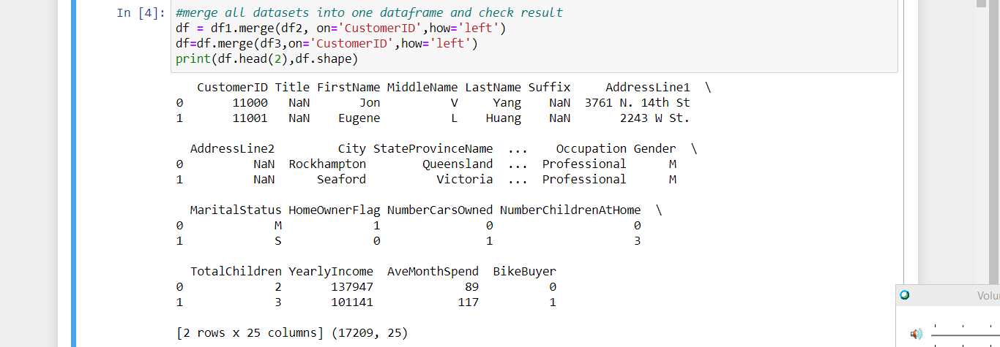 In [4]: #merge all datasets into one dataframe and check result
df = df1.merge(df2, on='CustomerID',how='left')
df=df.merge(df3,on='CustomerID',how='left')
print(df.head(2),df.shape)
CustomerID Title FirstName MiddleName LastName Suffix AddressLine1 \
0 11000 NaN Jon V Yang NaN 3761 N. 14th St
1 11001 NaN Eugene L Huang NaN 2243 W St.
AddressLine2 City StateProvinceName ... Occupation Gender \
0 NaN Rockhampton Queensland ... Professional M
1 NaN Seaford Victoria ... Professional M
MaritalStatus HomeOwnerFlag NumberCarsOwned NumberChildrenAtHome \
0 M 1 0 0
1 S 0 1 3
TotalChildren YearlyIncome AveMonthSpend BikeBuyer
0 2 137947 89 0
1 3 101141 117 1
Volu
[2 rows x 25 columns] (17209, 25)